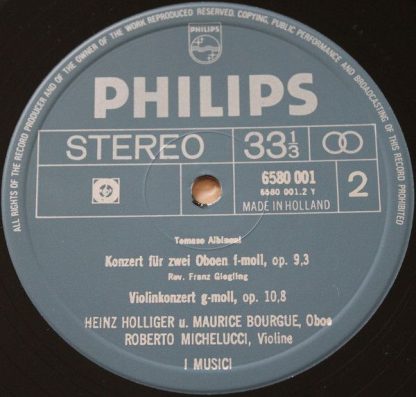 ALL RIGHTS OF THE RECORD PRODUCER AND OF THE OWNER OF THE WORK REPRODUCED RESERVED. COPYING, PUBLIC PERFORMANCE AND BROADCASTING OF THIS RECORD PROHIBITED
PHILIPS
PHILIPS
STEREO
33 1/3
6580 001
6580 001.2 Y
MADE IN HOLLAND
2
Tomaso Albinoni
Konzert für zwei Oboen f-moll, op. 9,3
Rev. Franz Giegling
Violinkonzert g-moll, op. 10,8
HEINZ HOLLIGER u. MAURICE BOURGUE, Oboe
ROBERTO MICHELUCCI, Violine
I MUSICI